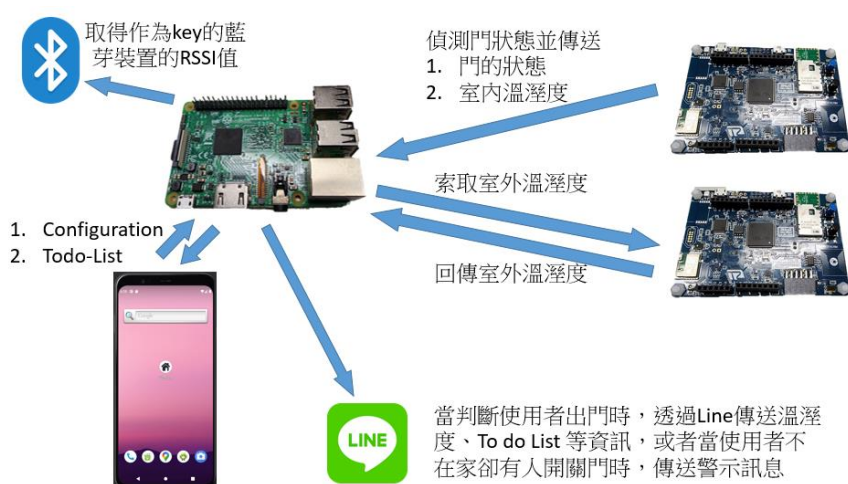 取得作為key的藍
芽裝置的RSSI值
偵測門狀態並傳送
1. 門的狀態
2. 室內溫溼度
索取室外溫溼度
回傳室外溫溼度
1. Configuration
2. Todo-List
LINE
當判斷使用者出門時，透過Line傳送溫溼
度、To do List 等資訊，或者當使用者不
在家卻有人開關門時，傳送警示訊息